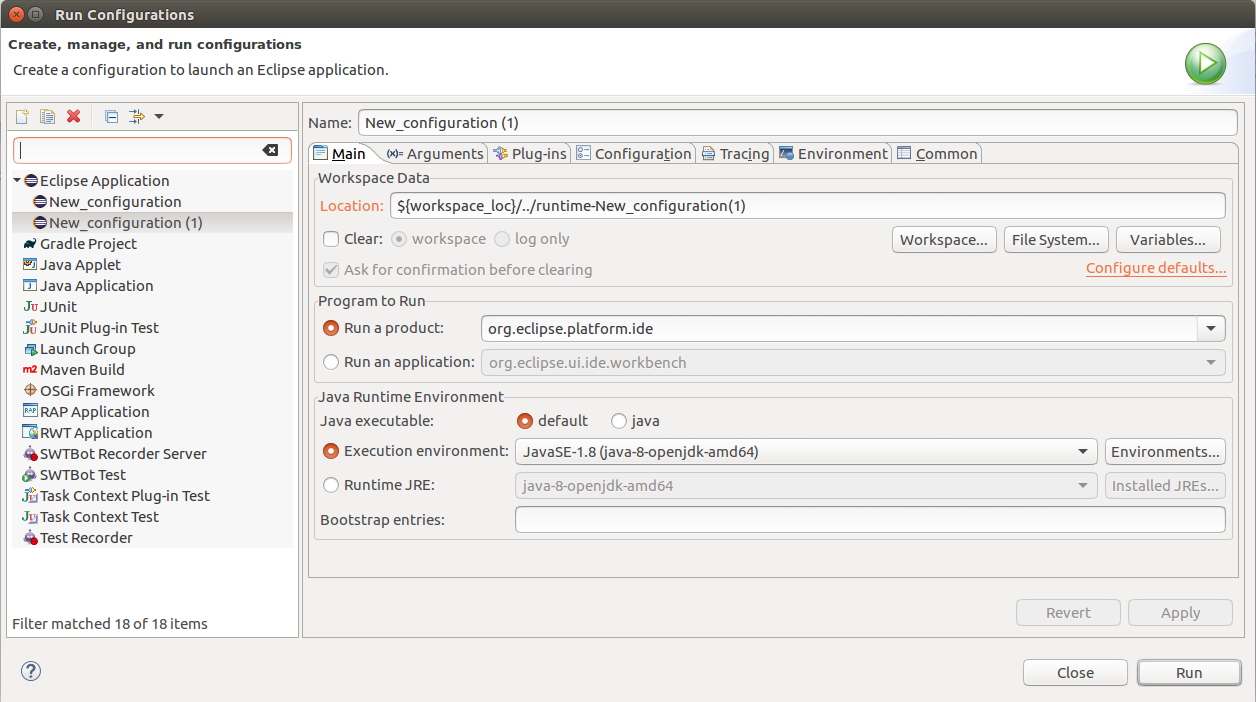 Run Configurations
Create, manage, and run configurations
Create a configuration to launch an Eclipse application.
Eclipse Application
New_configuration
New_configuration (1)
Gradle Project
Java Applet
Java Application
JUnit
JUnit Plug-in Test
Launch Group
Maven Build
OSGi Framework
RAP Application
RWT Application
SWTBot Recorder Server
SWTBot Test
Task Context Plug-in Test
Task Context Test
Test Recorder
Filter matched 18 of 18 items
Name: New_configuration (1)
Main (x)= Arguments Plug-ins Configuration Tracing Environment Common
Workspace Data
Location: ${workspace_loc}/../runtime-New_configuration(1)
Clear: workspace log only Workspace... File System... Variables...
Ask for confirmation before clearing Configure defaults...
Program to Run
Run a product: org.eclipse.platform.ide
Run an application: org.eclipse.ui.ide.workbench
Java Runtime Environment
Java executable: default java
Execution environment: JavaSE-1.8 (java-8-openjdk-amd64) Environments...
Runtime JRE: java-8-openjdk-amd64 Installed JREs...
Bootstrap entries:
Revert Apply
? Close Run